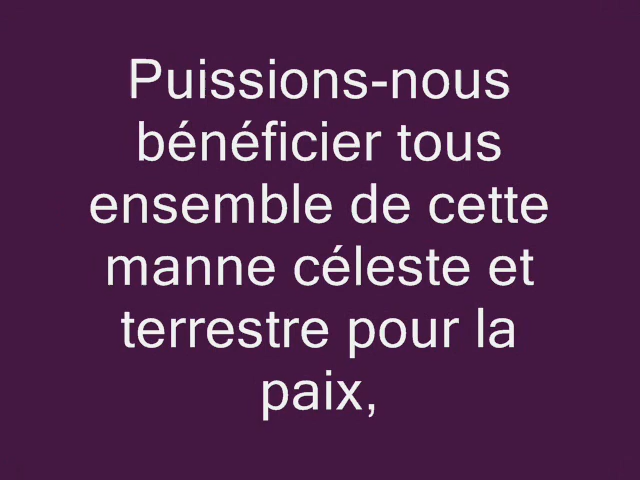 Puissions-nous
bénéficier tous
ensemble de cette
manne céleste et
terrestre pour la
paix,